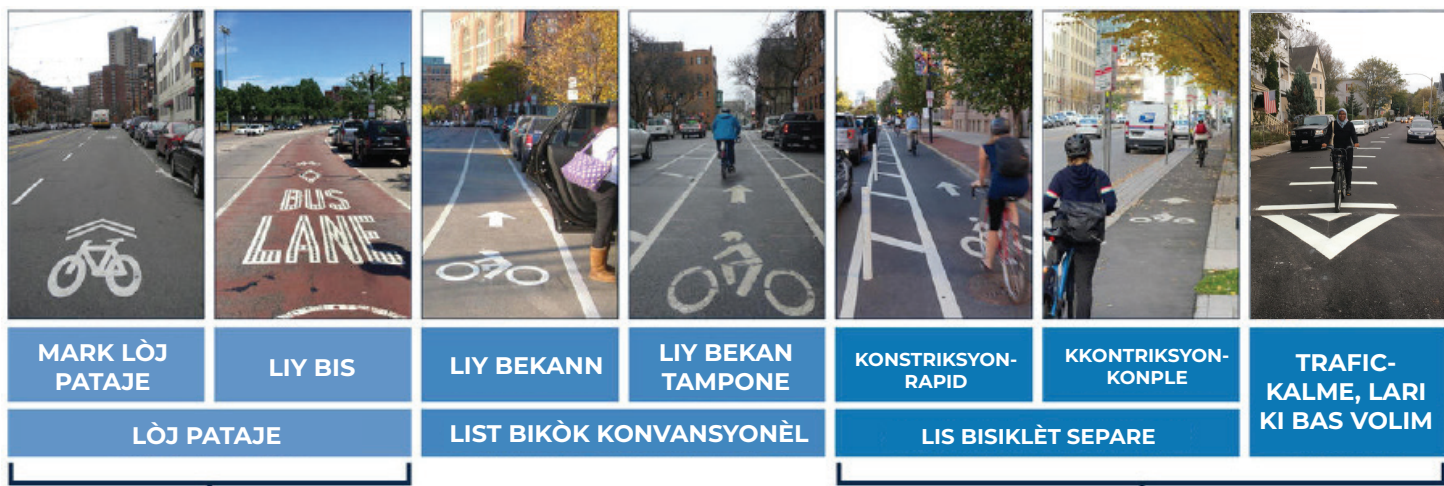 BUS
LANE
MARK LÒJ
PATAJE
LIY BIS
LIY BEKANN
LIY BEKAN
TAMPONE
KONSTRIKSYON-
RAPID
KKONTRIKSYON-
KONPLE
TRAFIC-
KALME, LARI
KI BAS VOLIM
LÒJ PATAJE
LIST BIKÒK KONVANSYONÈL
LIS BISIKLÈT SEPARE